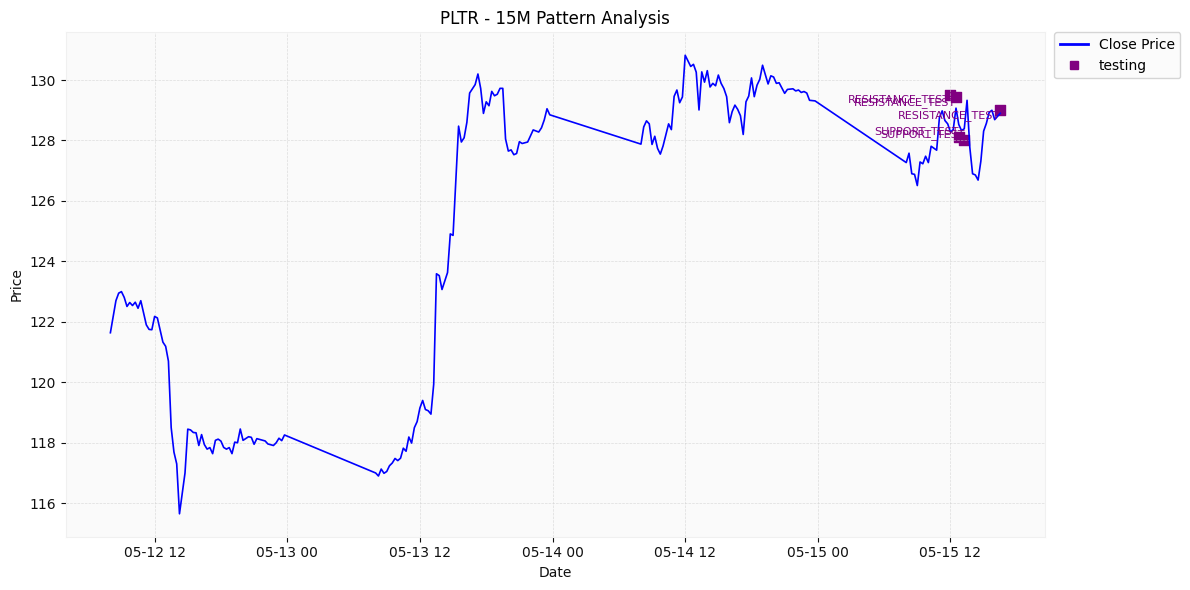 PLTR - 15M Pattern Analysis
Close Price
testing
130
128
126
124
122
120
118
116
Price
RESISTANCE_TEST
RESISTANCE_TEST
RESISTANCE_TEST
SUPPORT_TEST
SUPPORT_TEST
05-12 12
05-13 00
05-13 12
05-14 00
05-14 12
05-15 00
05-15 12
Date